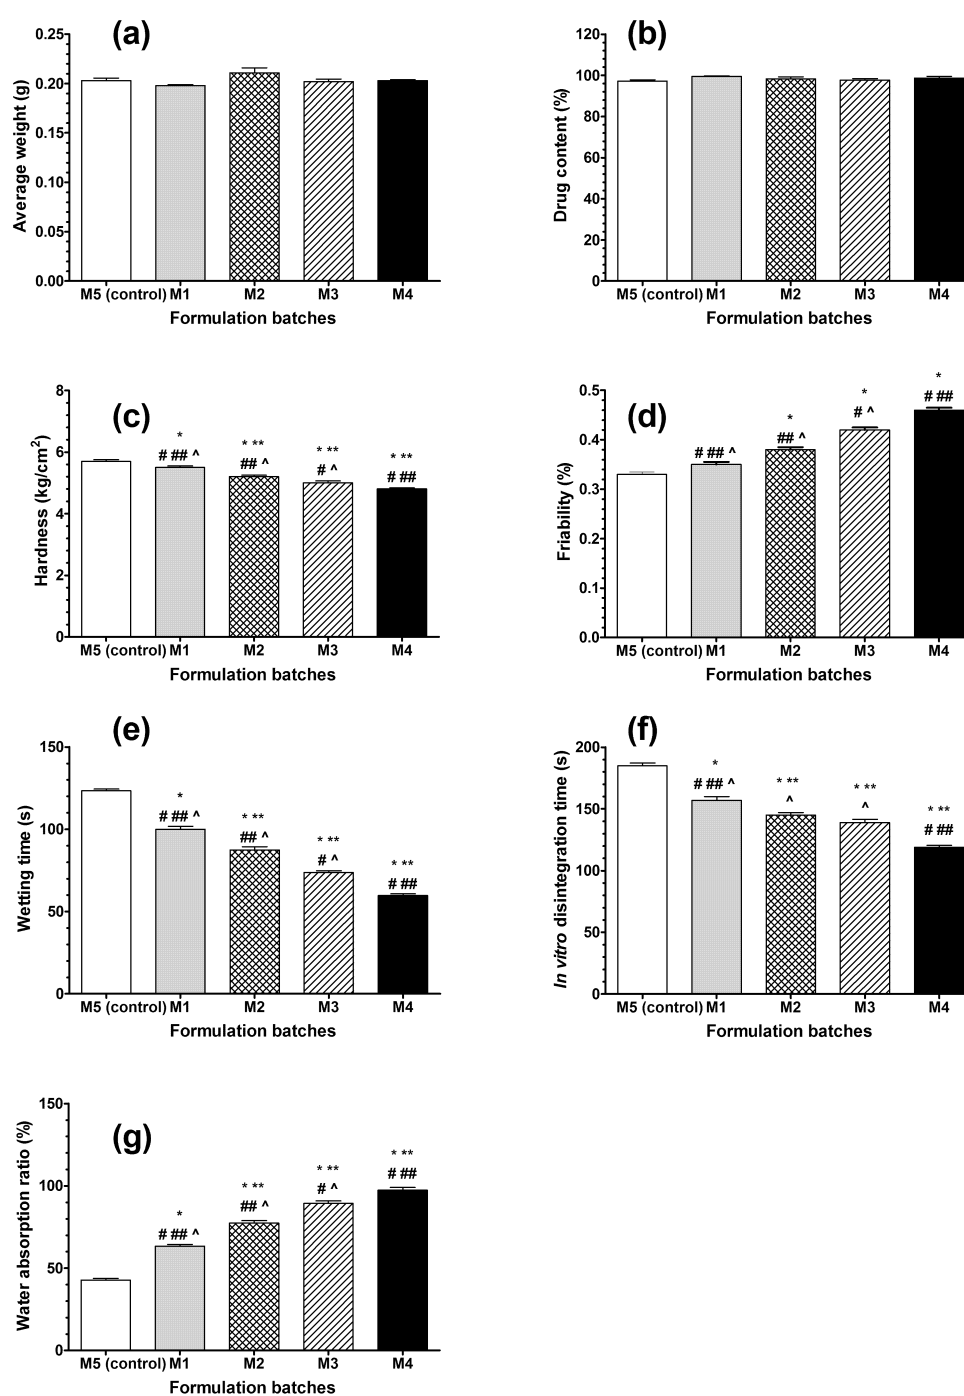 (a)
Average weight (g)
0.25
0.20
0.15
0.10
0.05
0.00
M5 (control) M1 M2 M3 M4
Formulation batches
(b)
Drug content (%)
120
100
80
60
40
20
0
M5 (control) M1 M2 M3 M4
Formulation batches
(c)
Hardness (kg/cm2)
8
6
4
2
0
* * ** * ** * **
# ## ^ ## ^ # ^ # ##
M5 (control) M1 M2 M3 M4
Formulation batches
(d)
Friability (%)
0.5
0.4
0.3
0.2
0.1
0.0
* * *
# ## ^ ## ^ # ^ # ##
M5 (control) M1 M2 M3 M4
Formulation batches
(e)
Wetting time (s)
150
100
50
0
* * ** * ** * **
# ## ^ ## ^ # ^ # ##
M5 (control) M1 M2 M3 M4
Formulation batches
(f)
In vitro disintegration time (s)
200
150
100
50
0
* * ** * ** * **
# ## ^ ^ ^ # ##
M5 (control) M1 M2 M3 M4
Formulation batches
(g)
Water absorption ratio (%)
150
100
50
0
* * ** * ** * **
# ## ^ ## ^ # ^ # ##
M5 (control) M1 M2 M3 M4
Formulation batches